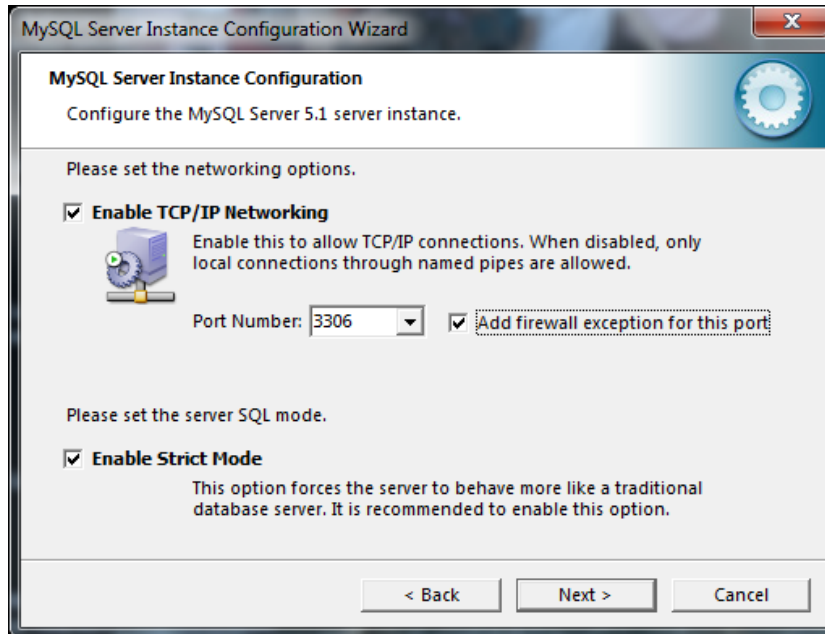 MySQL Server Instance Configuration Wizard
MySQL Server Instance Configuration
Configure the MySQL Server 5.1 server instance.
Please set the networking options.
Enable TCP/IP Networking
Enable this to allow TCP/IP connections. When disabled, only
local connections through named pipes are allowed.
Port Number: 3306 Add firewall exception for this port
Please set the server SQL mode.
Enable Strict Mode
This option forces the server to behave more like a traditional
database server. It is recommended to enable this option.
< Back Next > Cancel